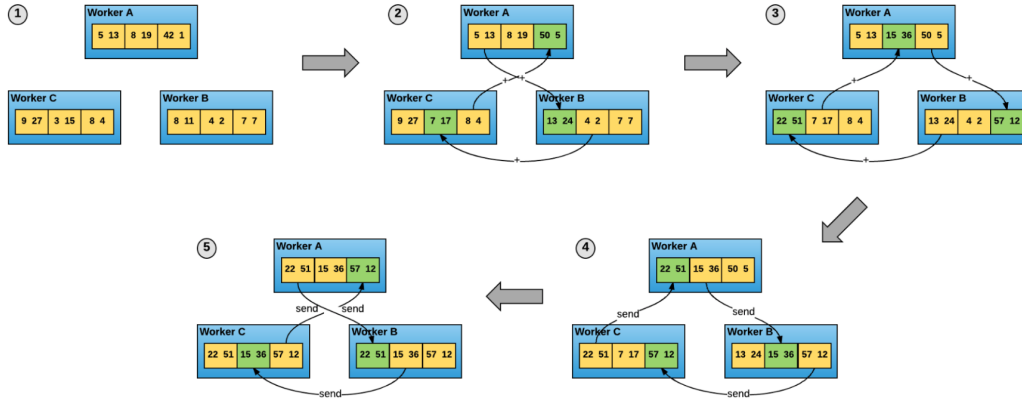 1
Worker A
5 13 8 19 42 1
Worker C
9 27 3 15 8 4
Worker B
8 11 4 2 7 7
2
Worker A
5 13 8 19 50 5
+ +
Worker C
9 27 7 17 8 4
Worker B
13 24 4 2 7 7
+
3
Worker A
5 13 15 36 50 5
+ +
Worker C
22 51 7 17 8 4
Worker B
13 24 4 2 57 12
+
4
Worker A
22 51 15 36 50 5
send send
Worker C
22 51 7 17 57 12
Worker B
13 24 15 36 57 12
send
5
Worker A
22 51 15 36 57 12
send send
Worker C
22 51 15 36 57 12
Worker B
22 51 15 36 57 12
send